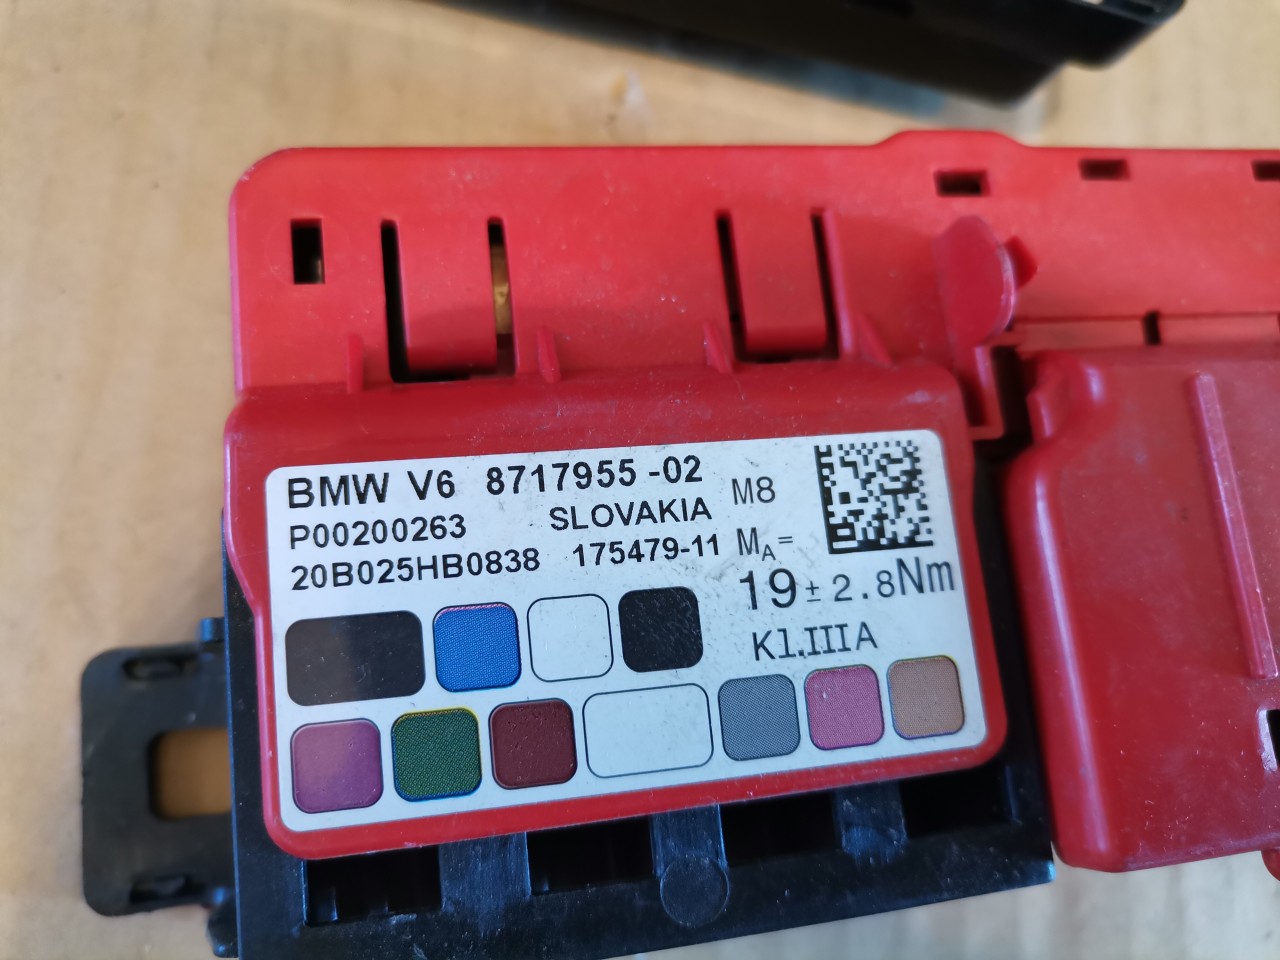 BMW V6 8717955 -02
P00200263 SLOVAKIA
20B025HB0838 175479-11
M8
MA=
19 ± 2.8Nm
Kl.IIIA